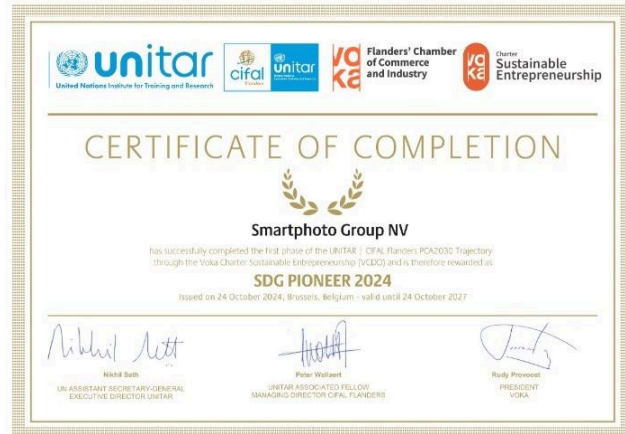 unitar
United Nations Institute for Training and Research
cifal
Flanders
unitar
voka
Flanders' Chamber
of Commerce
and Industry
voka
Charter
Sustainable
Entrepreneurship
CERTIFICATE OF COMPLETION
Smartphoto Group NV
has successfully completed the first phase of the UNITAR | CIFAL Flanders PCA2030 Trajectory
through the Voka Charter Sustainable Entrepreneurship (VCDO) and is therefore rewarded as
SDG PIONEER 2024
Issued on 24 October 2024, Brussels, Belgium - valid until 24 October 2027
Nikhil Seth
UN ASSISTANT SECRETARY-GENERAL
EXECUTIVE DIRECTOR UNITAR
Peter Wollaert
UNITAR ASSOCIATED FELLOW
MANAGING DIRECTOR CIFAL FLANDERS
Rudy Provoost
PRESIDENT
VOKA